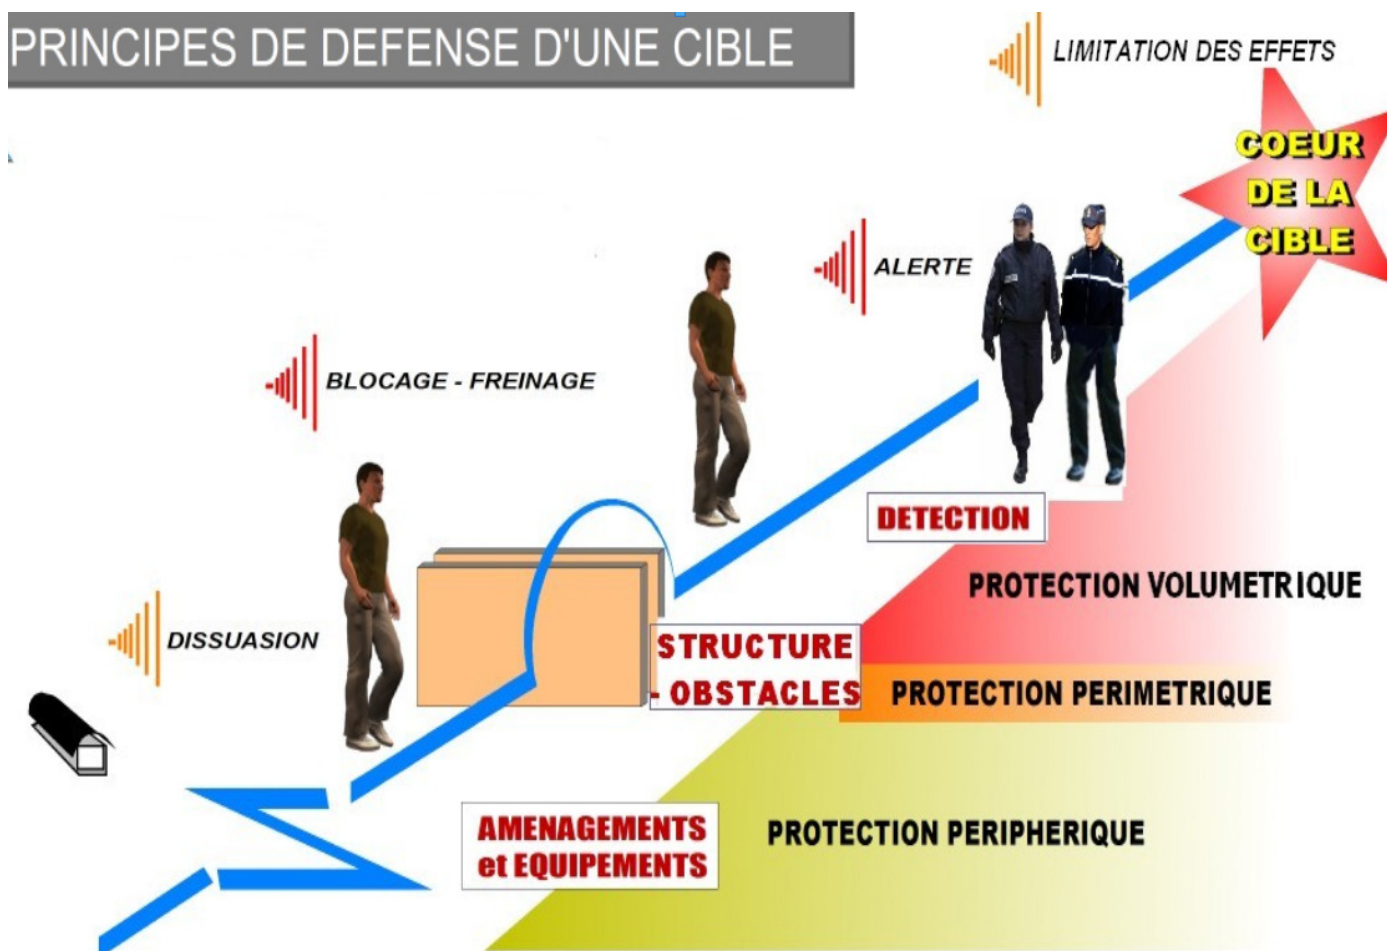 PRINCIPES DE DEFENSE D'UNE CIBLE
LIMITATION DES EFFETS
COEUR
DE LA
CIBLE
ALERTE
BLOCAGE - FREINAGE
DETECTION
PROTECTION VOLUMETRIQUE
DISSUASION
STRUCTURE
- OBSTACLES
PROTECTION PERIMETRIQUE
AMENAGEMENTS
et EQUIPEMENTS
PROTECTION PERIPHERIQUE